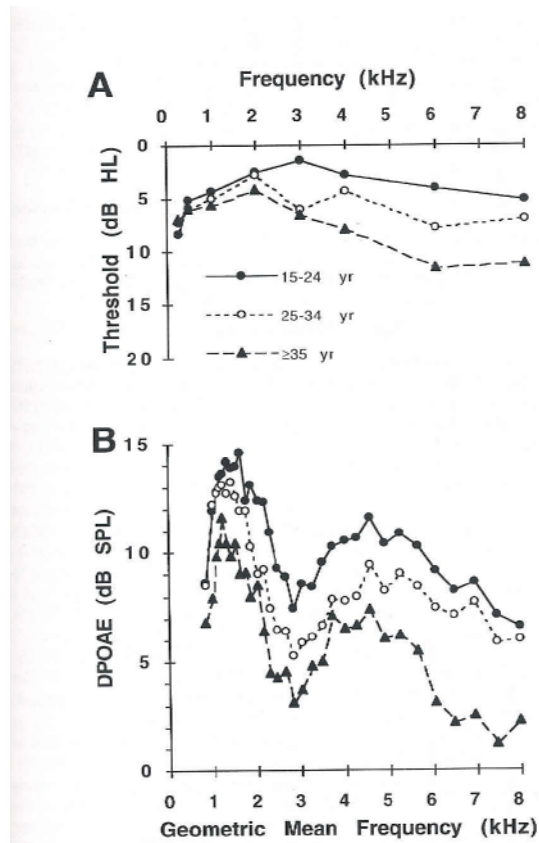 A
Frequency (kHz)
0 1 2 3 4 5 6 7 8
Threshold (dB HL)
0
5
10
15
20
15-24 yr
25-34 yr
≥35 yr
B
DPOAE (dB SPL)
15
10
5
0
0 1 2 3 4 5 6 7 8
Geometric Mean Frequency (kHz)